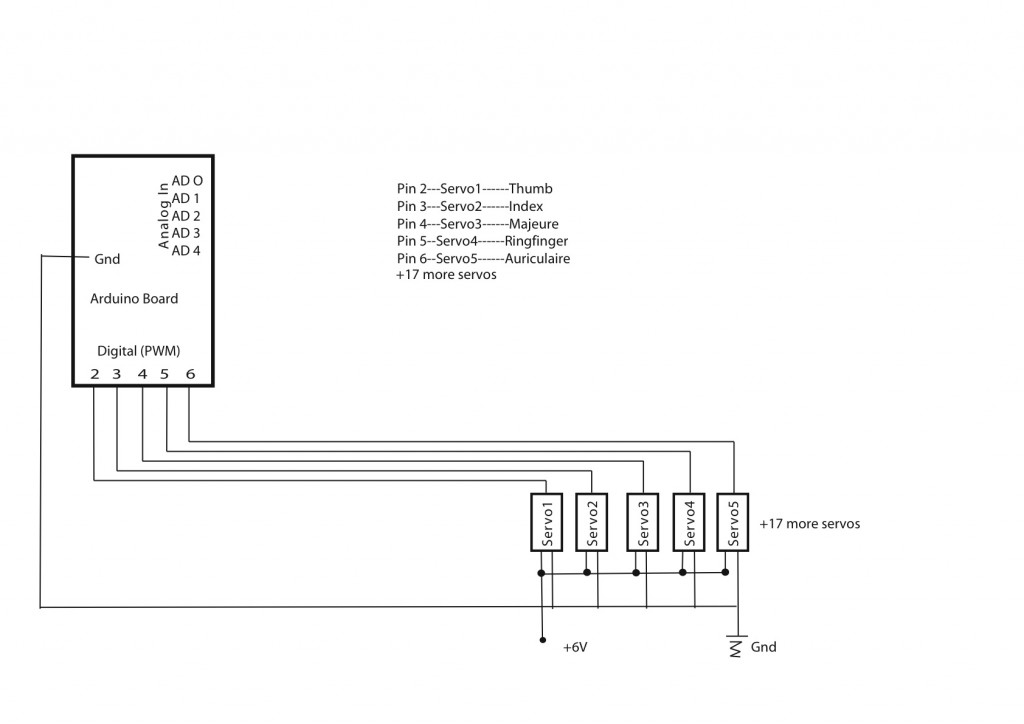 AD 0
AD 1
AD 2
AD 3
AD 4
Analog In
Gnd
Arduino Board
Digital (PWM)
2 3 4 5 6
Pin 2---Servo1------Thumb
Pin 3---Servo2------Index
Pin 4---Servo3------Majeure
Pin 5--Servo4------Ringfinger
Pin 6--Servo5------Auriculaire
+17 more servos
Servo1
Servo2
Servo3
Servo4
Servo5
+17 more servos
+6V
Gnd